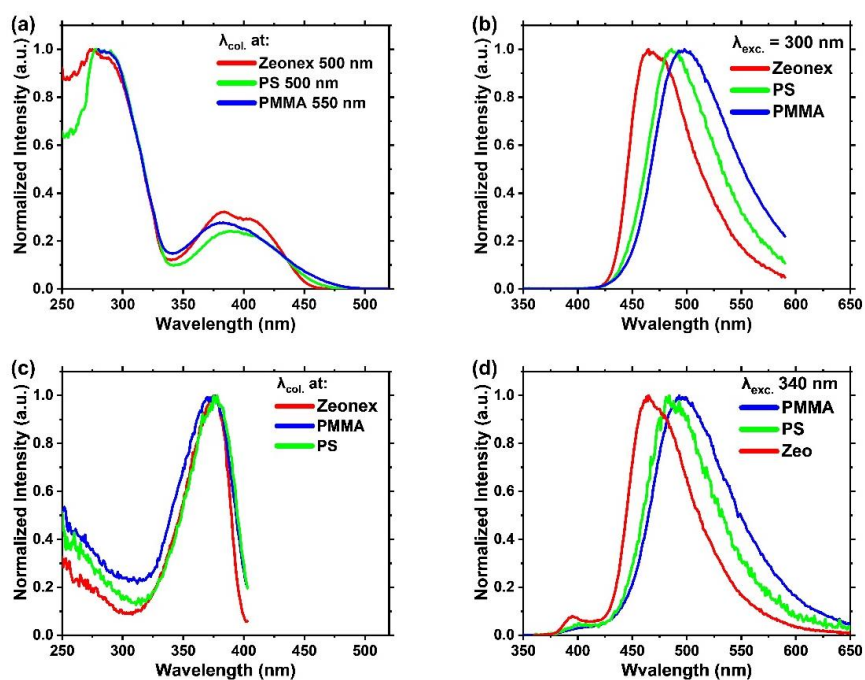 (a)
λcol. at:
Zeonex 500 nm
PS 500 nm
PMMA 550 nm
Normalized Intensity (a.u.)
1.0
0.8
0.6
0.4
0.2
0.0
250 300 350 400 450 500
Wavelength (nm)
(b)
λexc. = 300 nm
Zeonex
PS
PMMA
Normalized Intensity (a.u.)
1.0
0.8
0.6
0.4
0.2
0.0
350 400 450 500 550 600 650
Wavelength (nm)
(c)
λcol. at:
Zeonex
PMMA
PS
Normalized Intensity (a.u.)
1.0
0.8
0.6
0.4
0.2
0.0
250 300 350 400 450 500
Wavelength (nm)
(d)
λexc. 340 nm
PMMA
PS
Zeo
Normalized Intensity (a.u.)
1.0
0.8
0.6
0.4
0.2
0.0
350 400 450 500 550 600 650
Wvalength (nm)